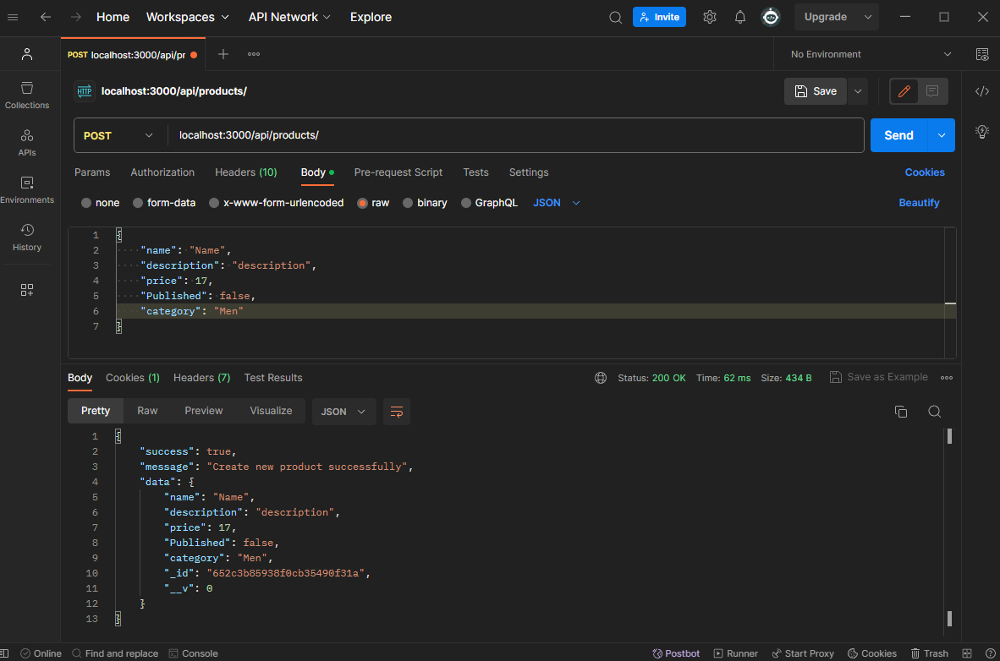 Home Workspaces API Network Explore Invite Upgrade
POST localhost:3000/api/pr No Environment
HTTP localhost:3000/api/products/ Save
Collections
APIs
Environments
History
POST localhost:3000/api/products/ Send
Params Authorization Headers (10) Body Pre-request Script Tests Settings Cookies
none form-data x-www-form-urlencoded raw binary GraphQL JSON Beautify
1 {
2 "name": "Name",
3 "description": "description",
4 "price": 17,
5 "Published": false,
6 "category": "Men"
7 }
Body Cookies (1) Headers (7) Test Results Status: 200 OK Time: 62 ms Size: 434 B Save as Example
Pretty Raw Preview Visualize JSON
1 {
2 "success": true,
3 "message": "Create new product successfully",
4 "data": {
5 "name": "Name",
6 "description": "description",
7 "price": 17,
8 "Published": false,
9 "category": "Men",
10 "_id": "652c3b85938f0cb35490f31a",
11 "__v": 0
12 }
13 }
Online Find and replace Console Postbot Runner Start Proxy Cookies Trash